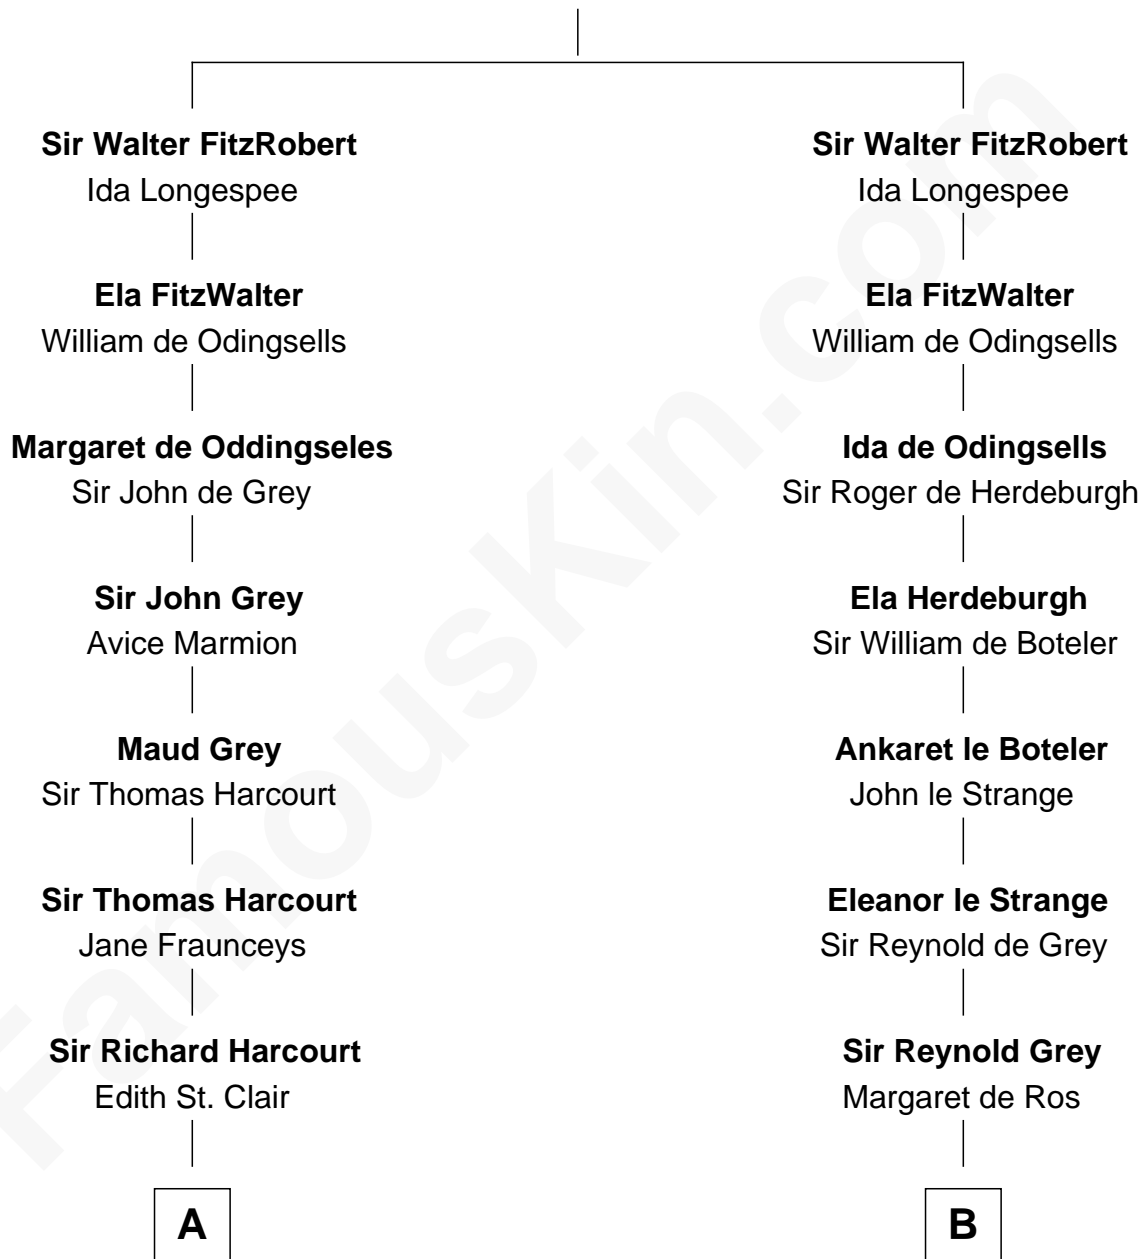 Sir Walter FitzRobert
Ida Longespee
Ela FitzWalter
William de Odingsells
Margaret de Oddingseles
Sir John de Grey
Sir John Grey
Avice Marmion
Maud Grey
Sir Thomas Harcourt
Sir Thomas Harcourt
Jane Fraunceys
Sir Richard Harcourt
Edith St. Clair
A
Sir Walter FitzRobert
Ida Longespee
Ela FitzWalter
William de Odingsells
Ida de Odingsells
Sir Roger de Herdeburgh
Ela Herdeburgh
Sir William de Boteler
Ankaret le Boteler
John le Strange
Eleanor le Strange
Sir Reynold de Grey
Sir Reynold Grey
Margaret de Ros
B
FamousKin.com